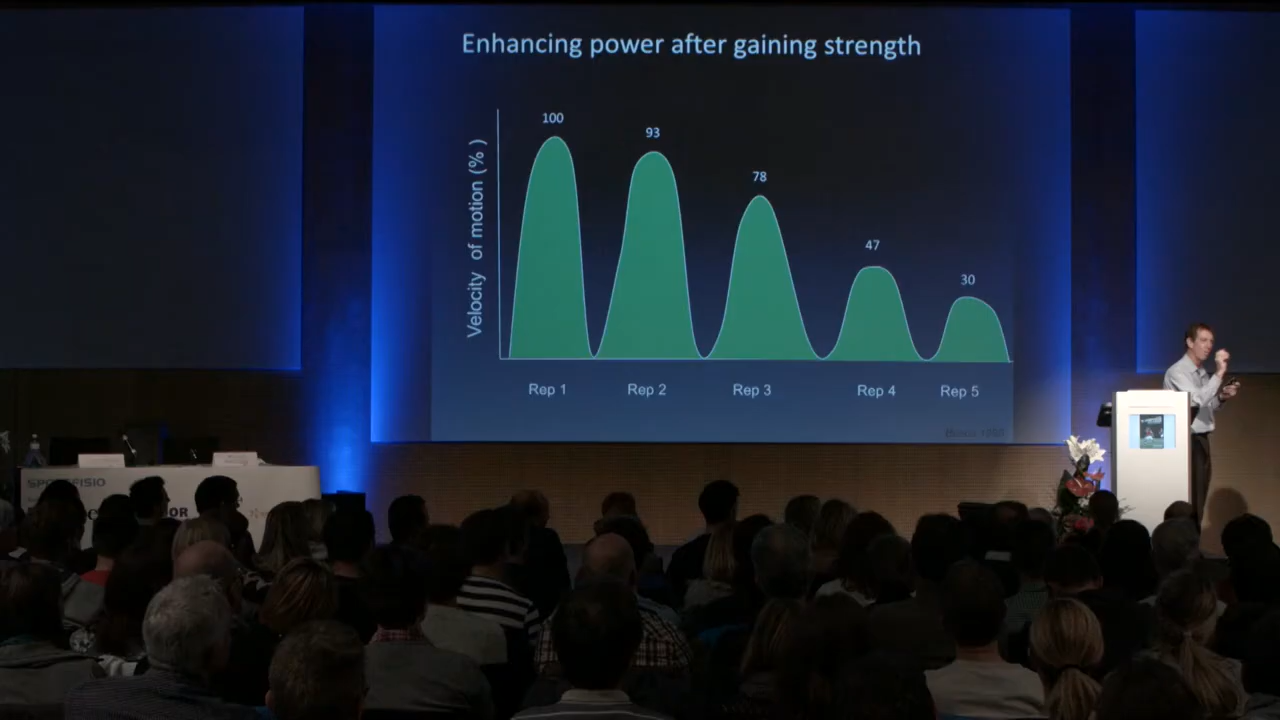 Enhancing power after gaining strength
Velocity of motion (%)
100
93
78
47
30
Rep 1
Rep 2
Rep 3
Rep 4
Rep 5